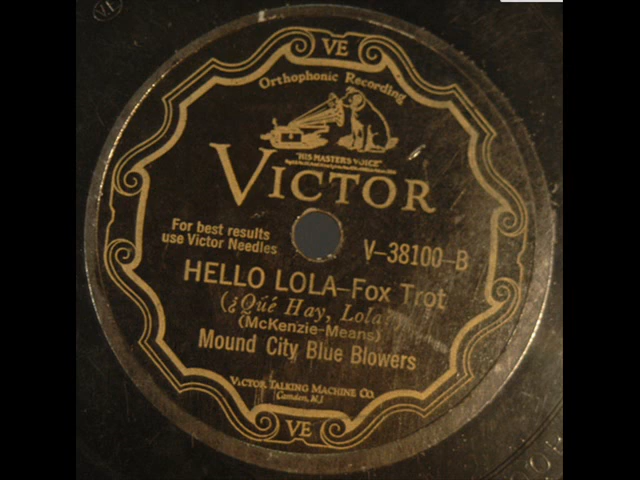 VE
Orthophonic Recording
"HIS MASTER'S VOICE"
VICTOR
For best results
use Victor Needles
V-38100-B
HELLO LOLA-Fox Trot
(¿Qué Hay, Lola
(McKenzie-Means)
Mound City Blue Blowers
VICTOR TALKING MACHINE CO.
Camden, N.J.
VE